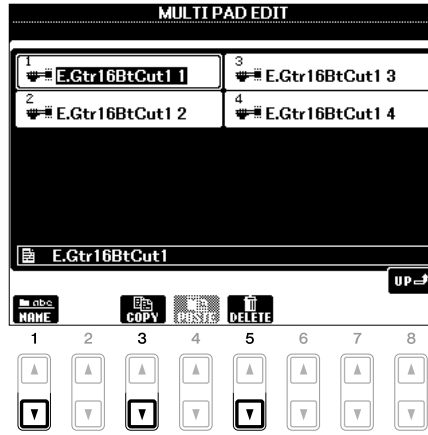 MULTI PAD EDIT
1 E.Gtr16BtCut1 1
3 E.Gtr16BtCut1 3
2 E.Gtr16BtCut1 2
4 E.Gtr16BtCut1 4
E.Gtr16BtCut1
UP
abc
NAME COPY PASTE DELETE
1 2 3 4 5 6 7 8